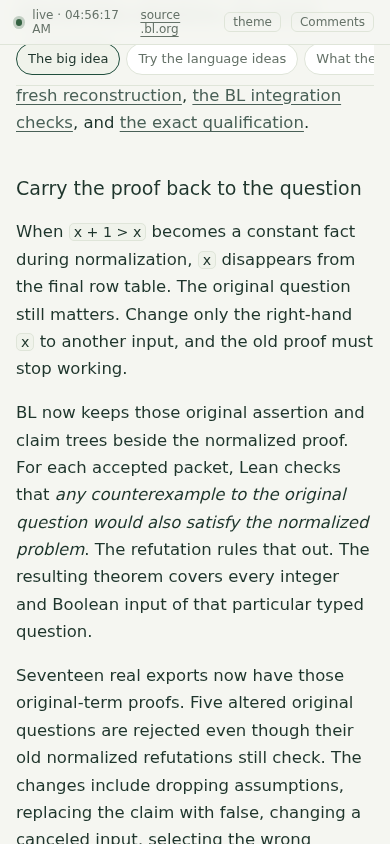 live · 04:56:17 AM
source.bl.org
theme
Comments
The big idea
Try the language ideas
What the
fresh reconstruction, the BL integration
checks, and the exact qualification.
Carry the proof back to the question
When x + 1 > x becomes a constant fact
during normalization, x disappears from
the final row table. The original question
still matters. Change only the right-hand
x to another input, and the old proof must
stop working.
BL now keeps those original assertion and
claim trees beside the normalized proof.
For each accepted packet, Lean checks
that any counterexample to the original
question would also satisfy the normalized
problem. The refutation rules that out. The
resulting theorem covers every integer
and Boolean input of that particular typed
question.
Seventeen real exports now have those
original-term proofs. Five altered original
questions are rejected even though their
old normalized refutations still check. The
changes include dropping assumptions,
replacing the claim with false, changing a
canceled input, selecting the wrong